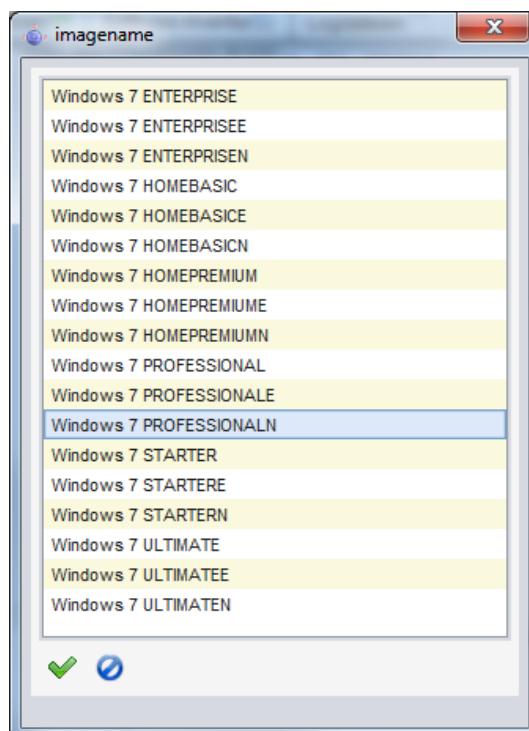 imagename
Windows 7 ENTERPRISE
Windows 7 ENTERPRISEE
Windows 7 ENTERPRISEN
Windows 7 HOMEBASIC
Windows 7 HOMEBASICE
Windows 7 HOMEBASICN
Windows 7 HOMEPREMIUM
Windows 7 HOMEPREMIUME
Windows 7 HOMEPREMIUMN
Windows 7 PROFESSIONAL
Windows 7 PROFESSIONALE
Windows 7 PROFESSIONALN
Windows 7 STARTER
Windows 7 STARTERE
Windows 7 STARTERN
Windows 7 ULTIMATE
Windows 7 ULTIMATEE
Windows 7 ULTIMATEN